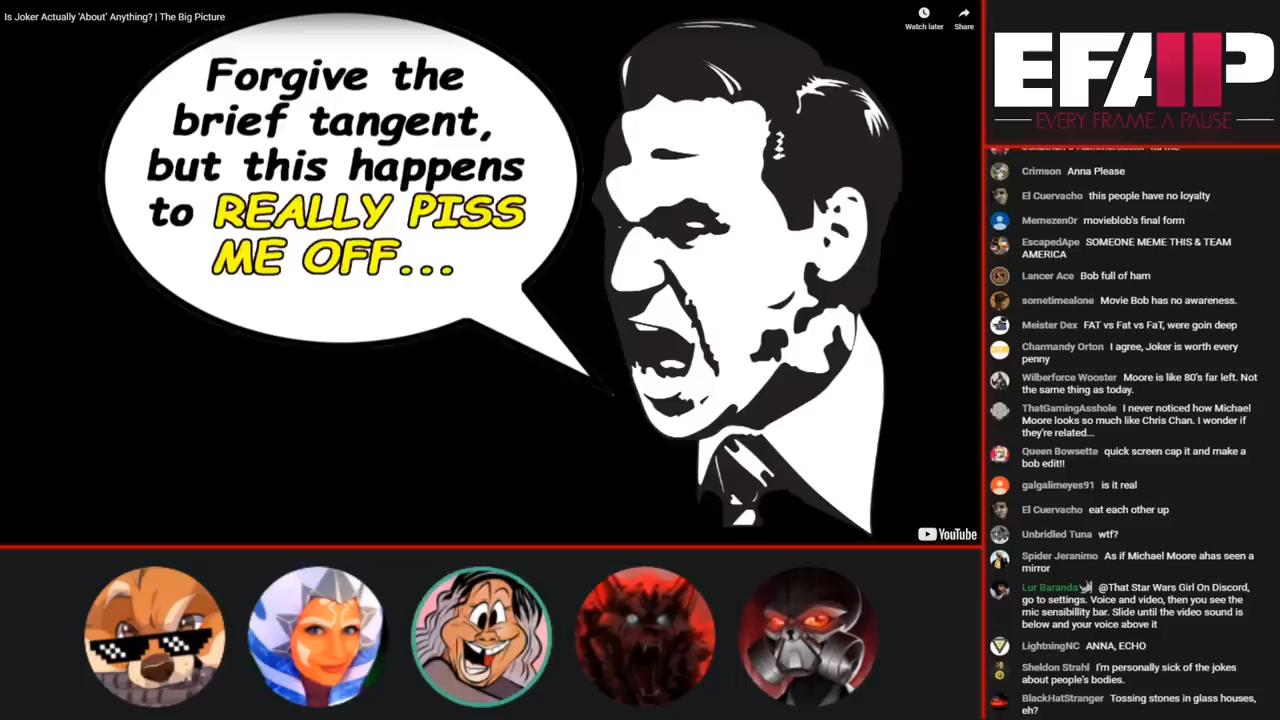 Is Joker Actually 'About' Anything? | The Big Picture
Watch later
Share
Forgive the
brief tangent,
but this happens
to REALLY PISS
ME OFF...
YouTube
EFAP
EVERY FRAME A PAUSE
Crimson Anna Please
El Cuervacho this people have no loyalty
Memezen0r movieblob's final form
EscapedApe SOMEONE MEME THIS & TEAM
AMERICA
Lancer Ace Bob full of ham
sometimealone Movie Bob has no awareness.
Meister Dex FAT vs Fat vs FaT, were goin deep
Charmandy Orton I agree, Joker is worth every
penny
Wilberforce Wooster Moore is like 80's far left. Not
the same thing as today.
ThatGamingAsshole I never noticed how Michael
Moore looks so much like Chris Chan. I wonder if
they're related...
Queen Bowsette quick screen cap it and make a
bob edit!!
galgalimeyes91 is it real
El Cuervacho eat each other up
Unbridled Tuna wtf?
Spider Jeranimo As if Michael Moore ahas seen a
mirror
Lur Baranda @That Star Wars Girl On Discord,
go to settings. Voice and video, then you see the
mic sensibillity bar. Slide until the video sound is
below and your voice above it
LightningNC ANNA, ECHO
Sheldon Strahl I'm personally sick of the jokes
about people's bodies.
BlackHatStranger Tossing stones in glass houses,
eh?